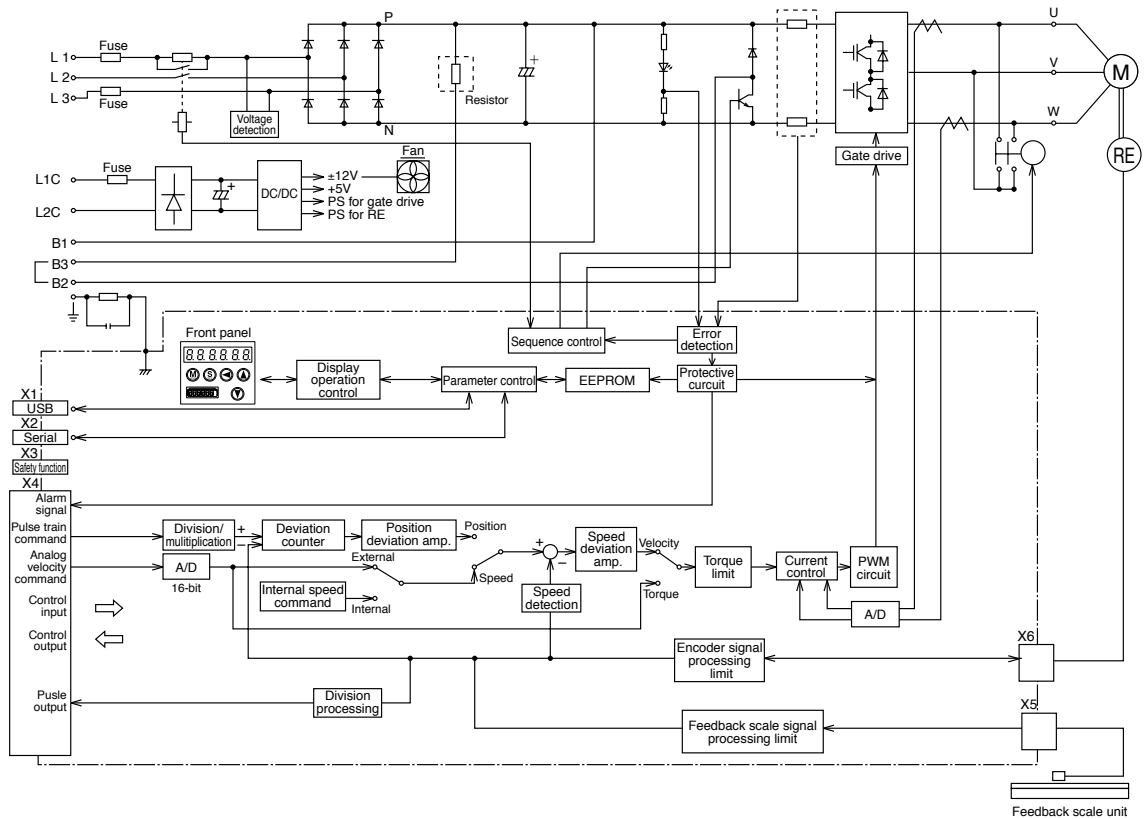 P
U
Fuse
L 1
L 2
L 3
Fuse
Voltage
detection
Resistor
N
V
M
W
Gate drive
RE
Fuse
L1C
L2C
DC/DC
±12V
+5V
PS for gate drive
PS for RE
Fan
B1
B3
B2
Front panel
8.8.8.8.8.8.
M S
Display
operation
control
Sequence control
Error
detection
Parameter control
EEPROM
Protective
curcuit
X1
USB
X2
Serial
X3
Safety function
X4
Alarm
signal
Pulse train
command
Analog
velocity
command
Control
input
Control
output
Pusle
output
Division/
muitiplication
+
−
Deviation
counter
Position
deviation amp.
Position
A/D
16-bit
External
Internal speed
command
Internal
Speed
+
−
Speed
deviation
amp.
Velocity
Speed
detection
Torque
Torque
limit
Current
control
PWM
circuit
A/D
Encoder signal
processing
limit
X6
Division
processing
Feedback scale signal
processing limit
X5
Feedback scale unit